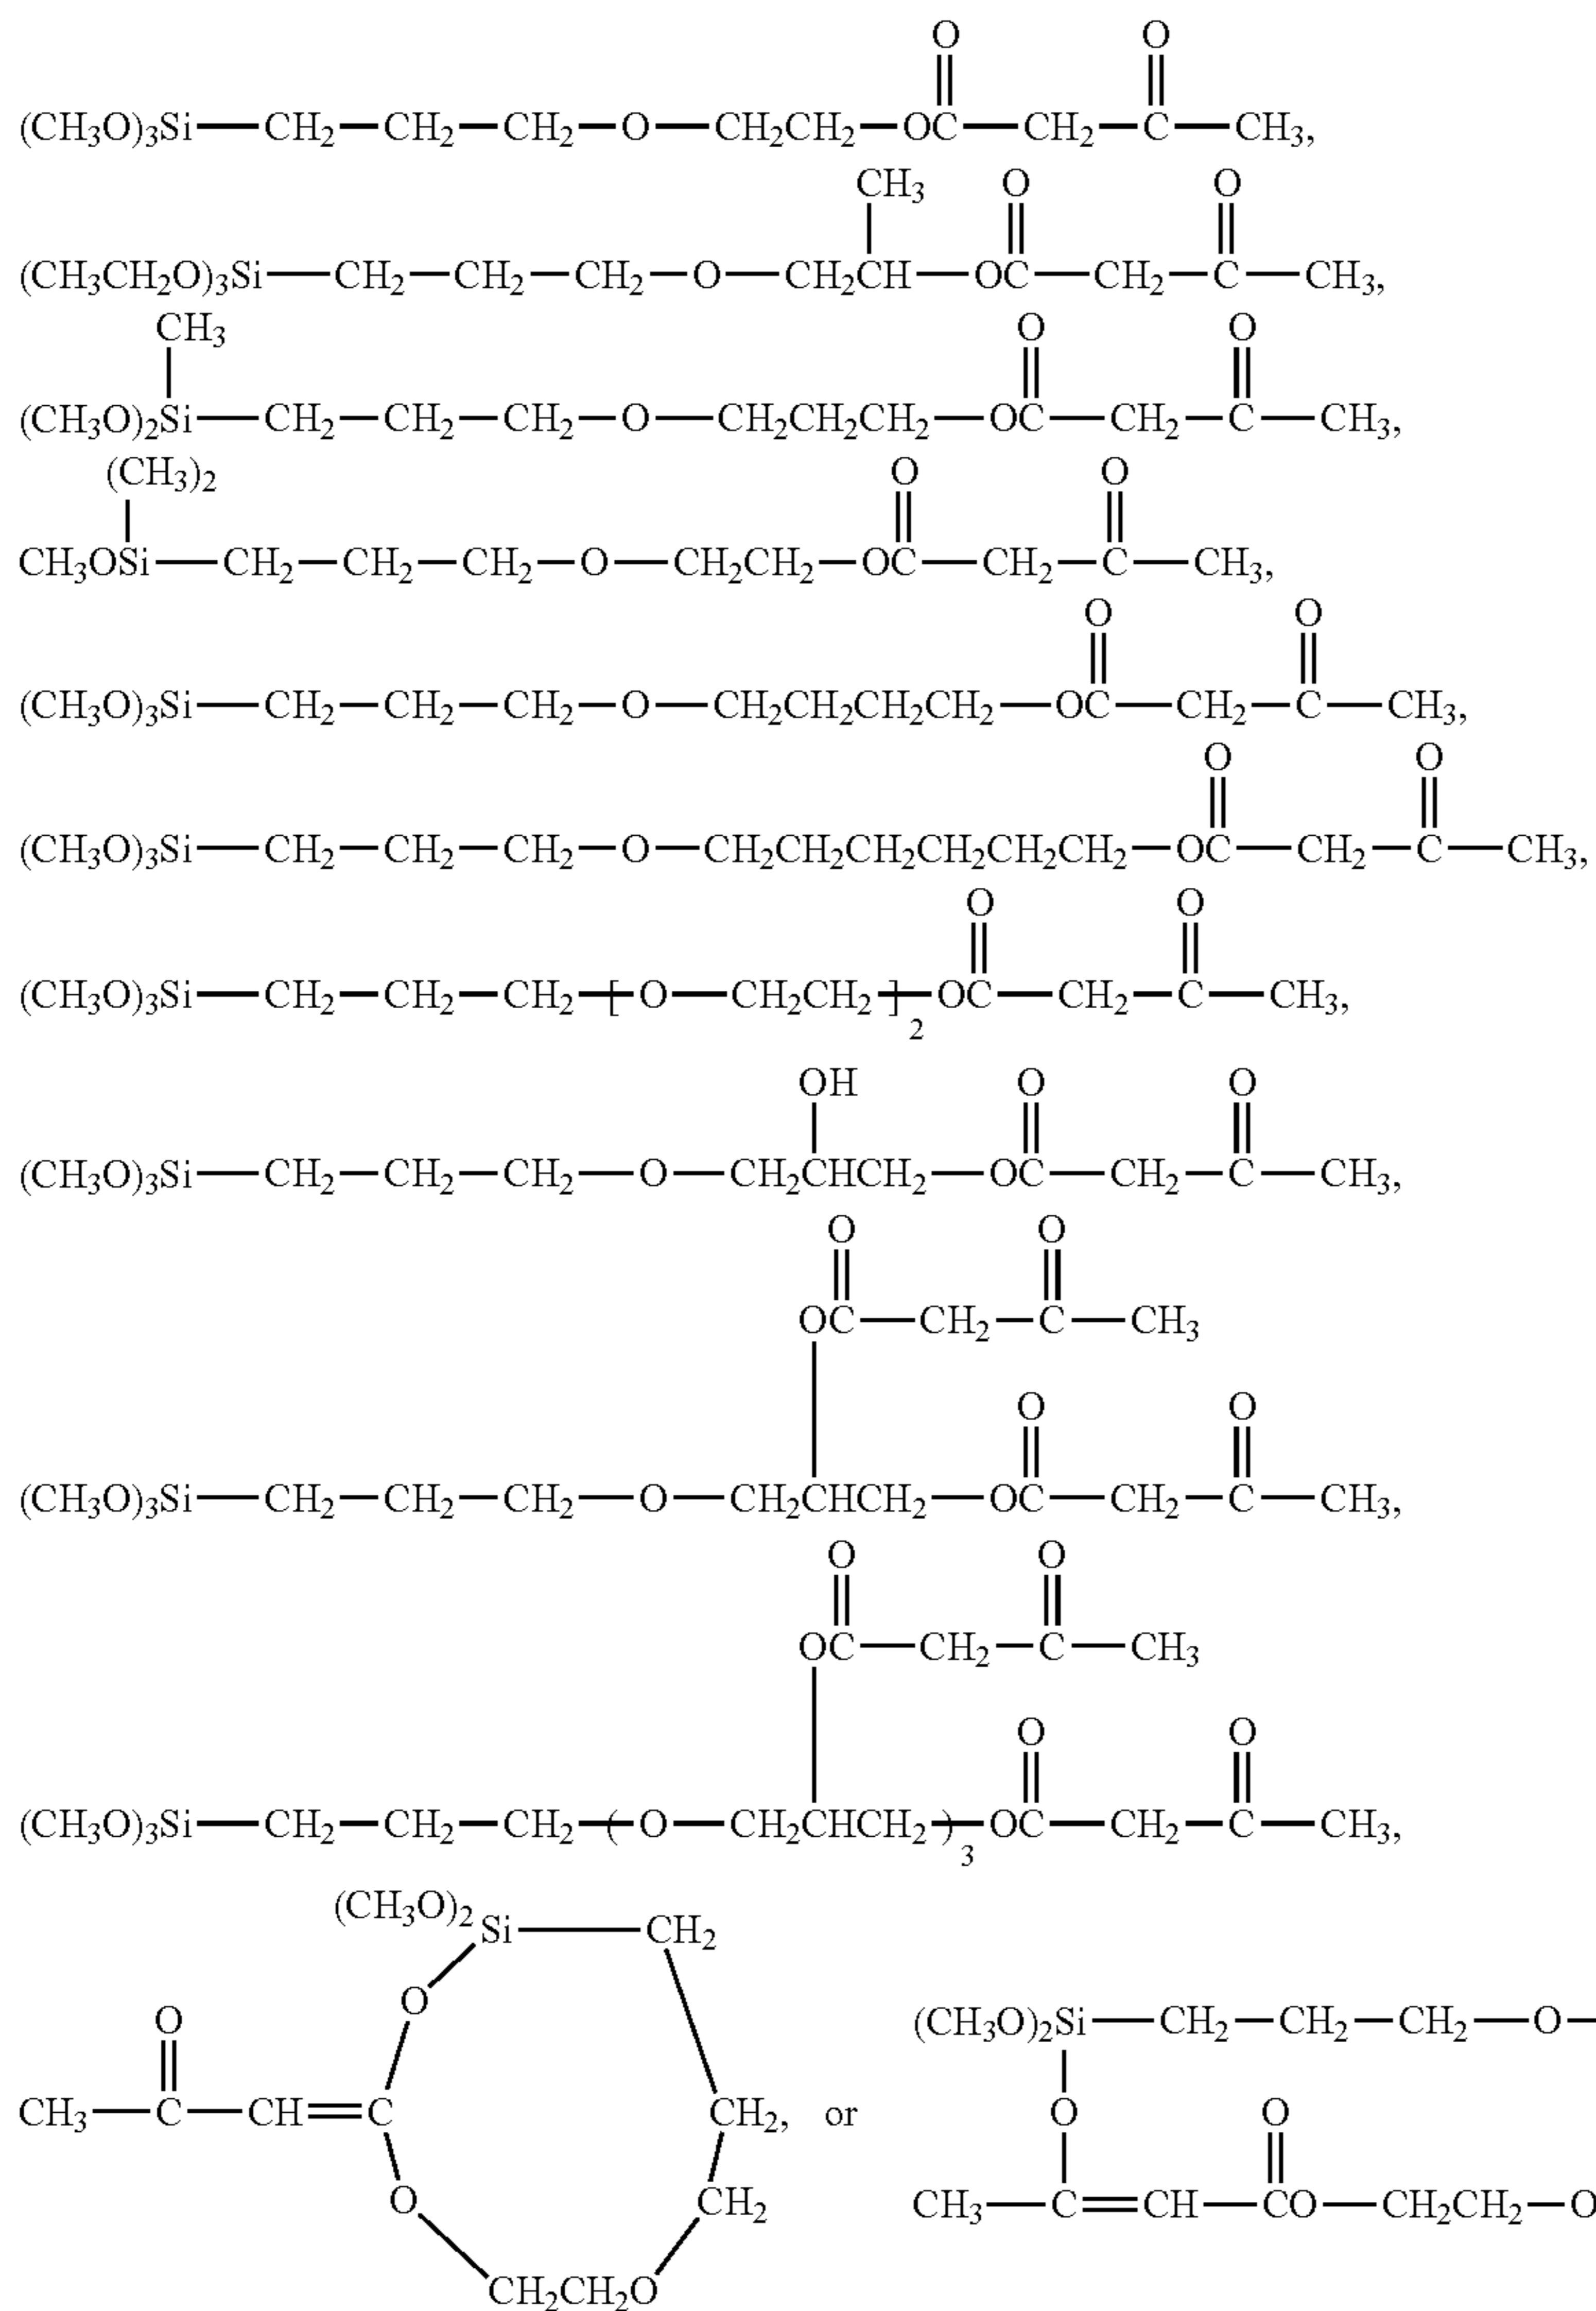 O O
(CH₃O)₃Si—CH₂—CH₂—CH₂—O—CH₂CH₂—OC—CH₂—C—CH₃,
CH₃ O O
(CH₃CH₂O)₃Si—CH₂—CH₂—CH₂—O—CH₂CH—OC—CH₂—C—CH₃,
CH₃ O O
(CH₃O)₂Si—CH₂—CH₂—CH₂—O—CH₂CH₂CH₂—OC—CH₂—C—CH₃,
(CH₃)₂ O O
CH₃OSi—CH₂—CH₂—CH₂—O—CH₂CH₂—OC—CH₂—C—CH₃,
O O
(CH₃O)₃Si—CH₂—CH₂—CH₂—O—CH₂CH₂CH₂CH₂—OC—CH₂—C—CH₃,
O O
(CH₃O)₃Si—CH₂—CH₂—CH₂—O—CH₂CH₂CH₂CH₂CH₂CH₂—OC—CH₂—C—CH₃,
O O
(CH₃O)₃Si—CH₂—CH₂—CH₂—[O—CH₂CH₂]₂—OC—CH₂—C—CH₃,
OH O O
(CH₃O)₃Si—CH₂—CH₂—CH₂—O—CH₂CHCH₂—OC—CH₂—C—CH₃,
O O
OC—CH₂—C—CH₃
O O
(CH₃O)₃Si—CH₂—CH₂—CH₂—O—CH₂CHCH₂—OC—CH₂—C—CH₃,
O O
OC—CH₂—C—CH₃
O O
(CH₃O)₃Si—CH₂—CH₂—CH₂—(O—CH₂CHCH₂)₃—OC—CH₂—C—CH₃,
(CH₃O)₂Si—CH₂
O
O (CH₃O)₂Si—CH₂—CH₂—CH₂—O—
CH₃—C—CH=C CH₂, or O O
O CH₂ CH₃—C=CH—CO—CH₂CH₂—O
CH₂CH₂O